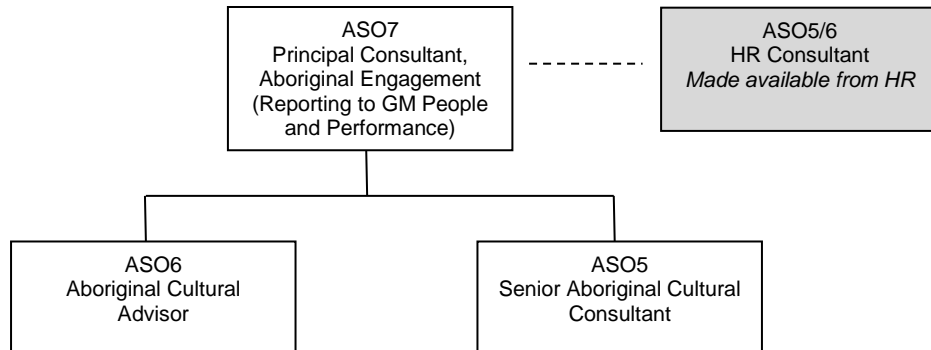 ASO7
Principal Consultant,
Aboriginal Engagement
(Reporting to GM People
and Performance)
ASO5/6
HR Consultant
Made available from HR
ASO6
Aboriginal Cultural
Advisor
ASO5
Senior Aboriginal Cultural
Consultant